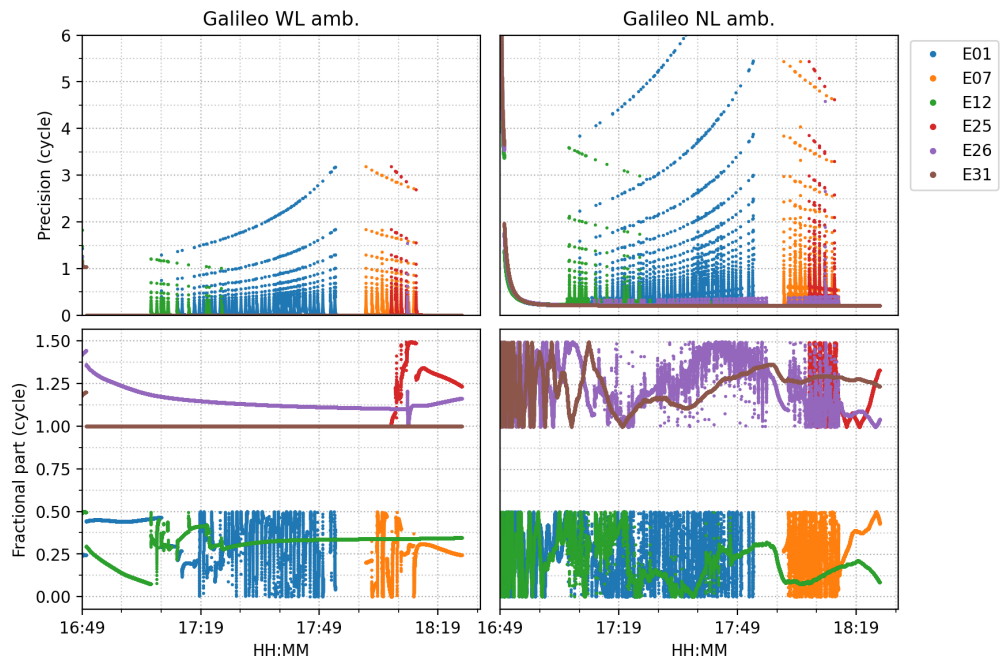 Galileo WL amb.
Galileo NL amb.
Precision (cycle)
6
5
4
3
2
1
0
E01
E07
E12
E25
E26
E31
Fractional part (cycle)
1.50
1.25
1.00
0.75
0.50
0.25
0.00
16:49 17:19 17:49 18:19
16:49 17:19 17:49 18:19
HH:MM
HH:MM